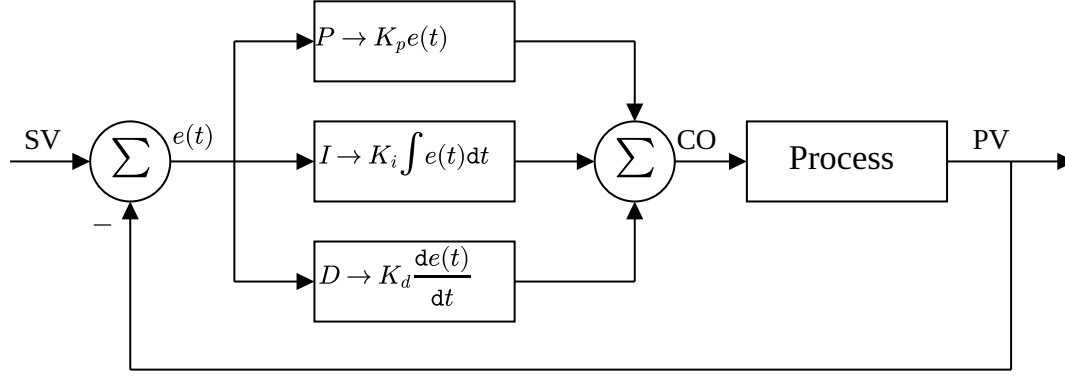 P → K_p e(t)
SV
Σ
e(t)
I → K_i ∫ e(t)dt
Σ
CO
Process
PV
−
D → K_d de(t)/dt